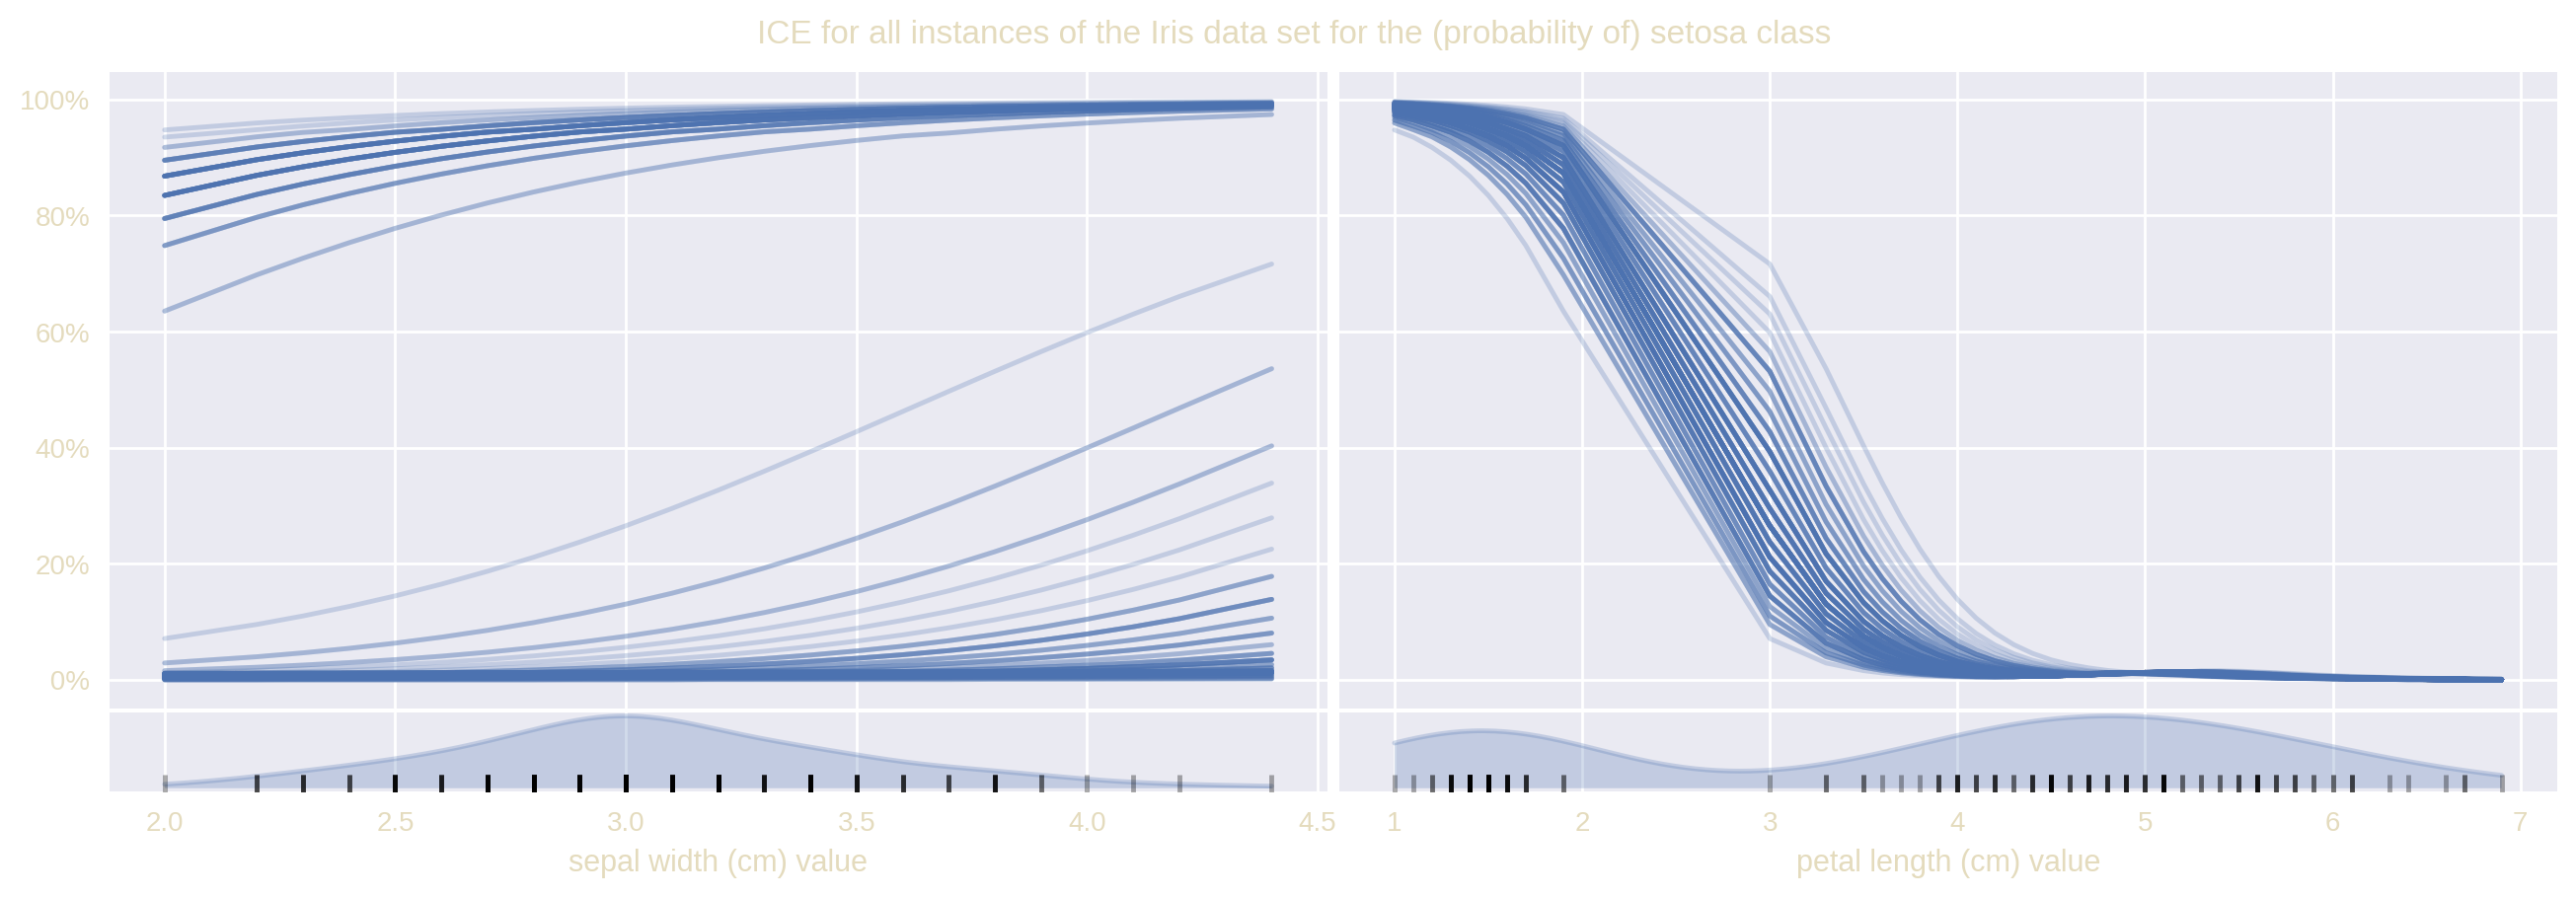 ICE for all instances of the Iris data set for the (probability of) setosa class
100%
80%
60%
40%
20%
0%
2.0 2.5 3.0 3.5 4.0 4.5 1 2 3 4 5 6 7
sepal width (cm) value petal length (cm) value